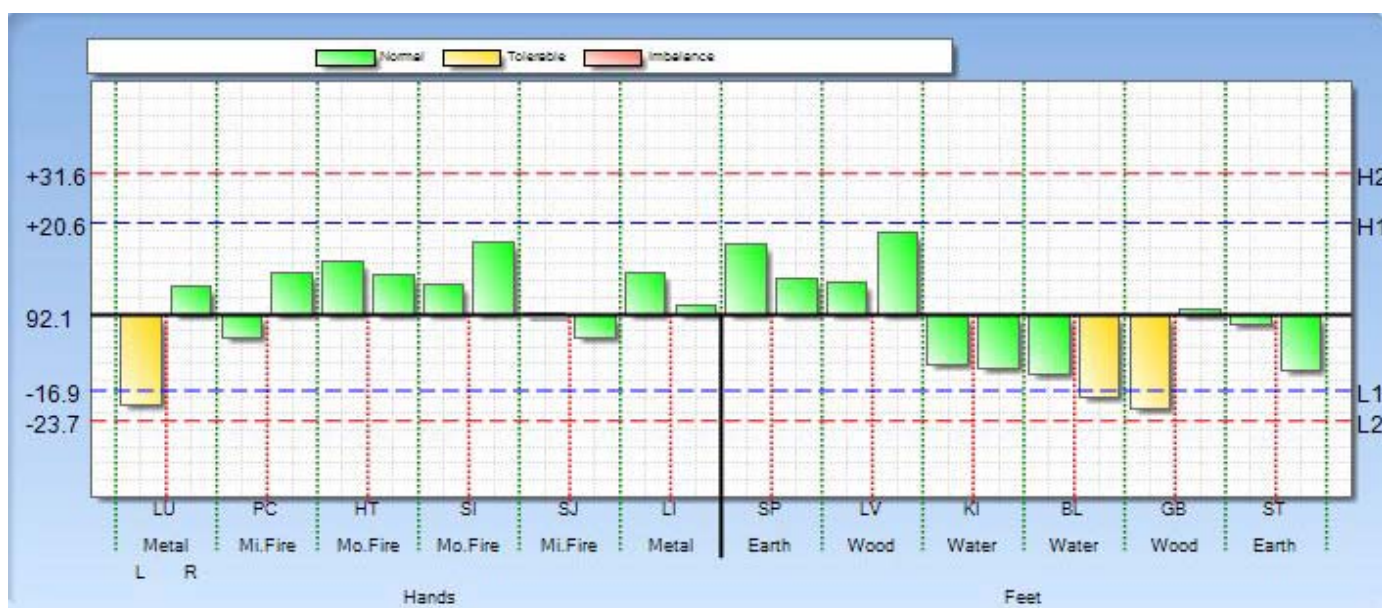 Normal Tolerable Imbalance
+31.6 H2
+20.6 H1
92.1
-16.9 L1
-23.7 L2
LU PC HT SI SJ LI SP LV KI BL GB ST
Metal Mi.Fire Mo.Fire Mo.Fire Mi.Fire Metal Earth Wood Water Water Wood Earth
L R
Hands Feet